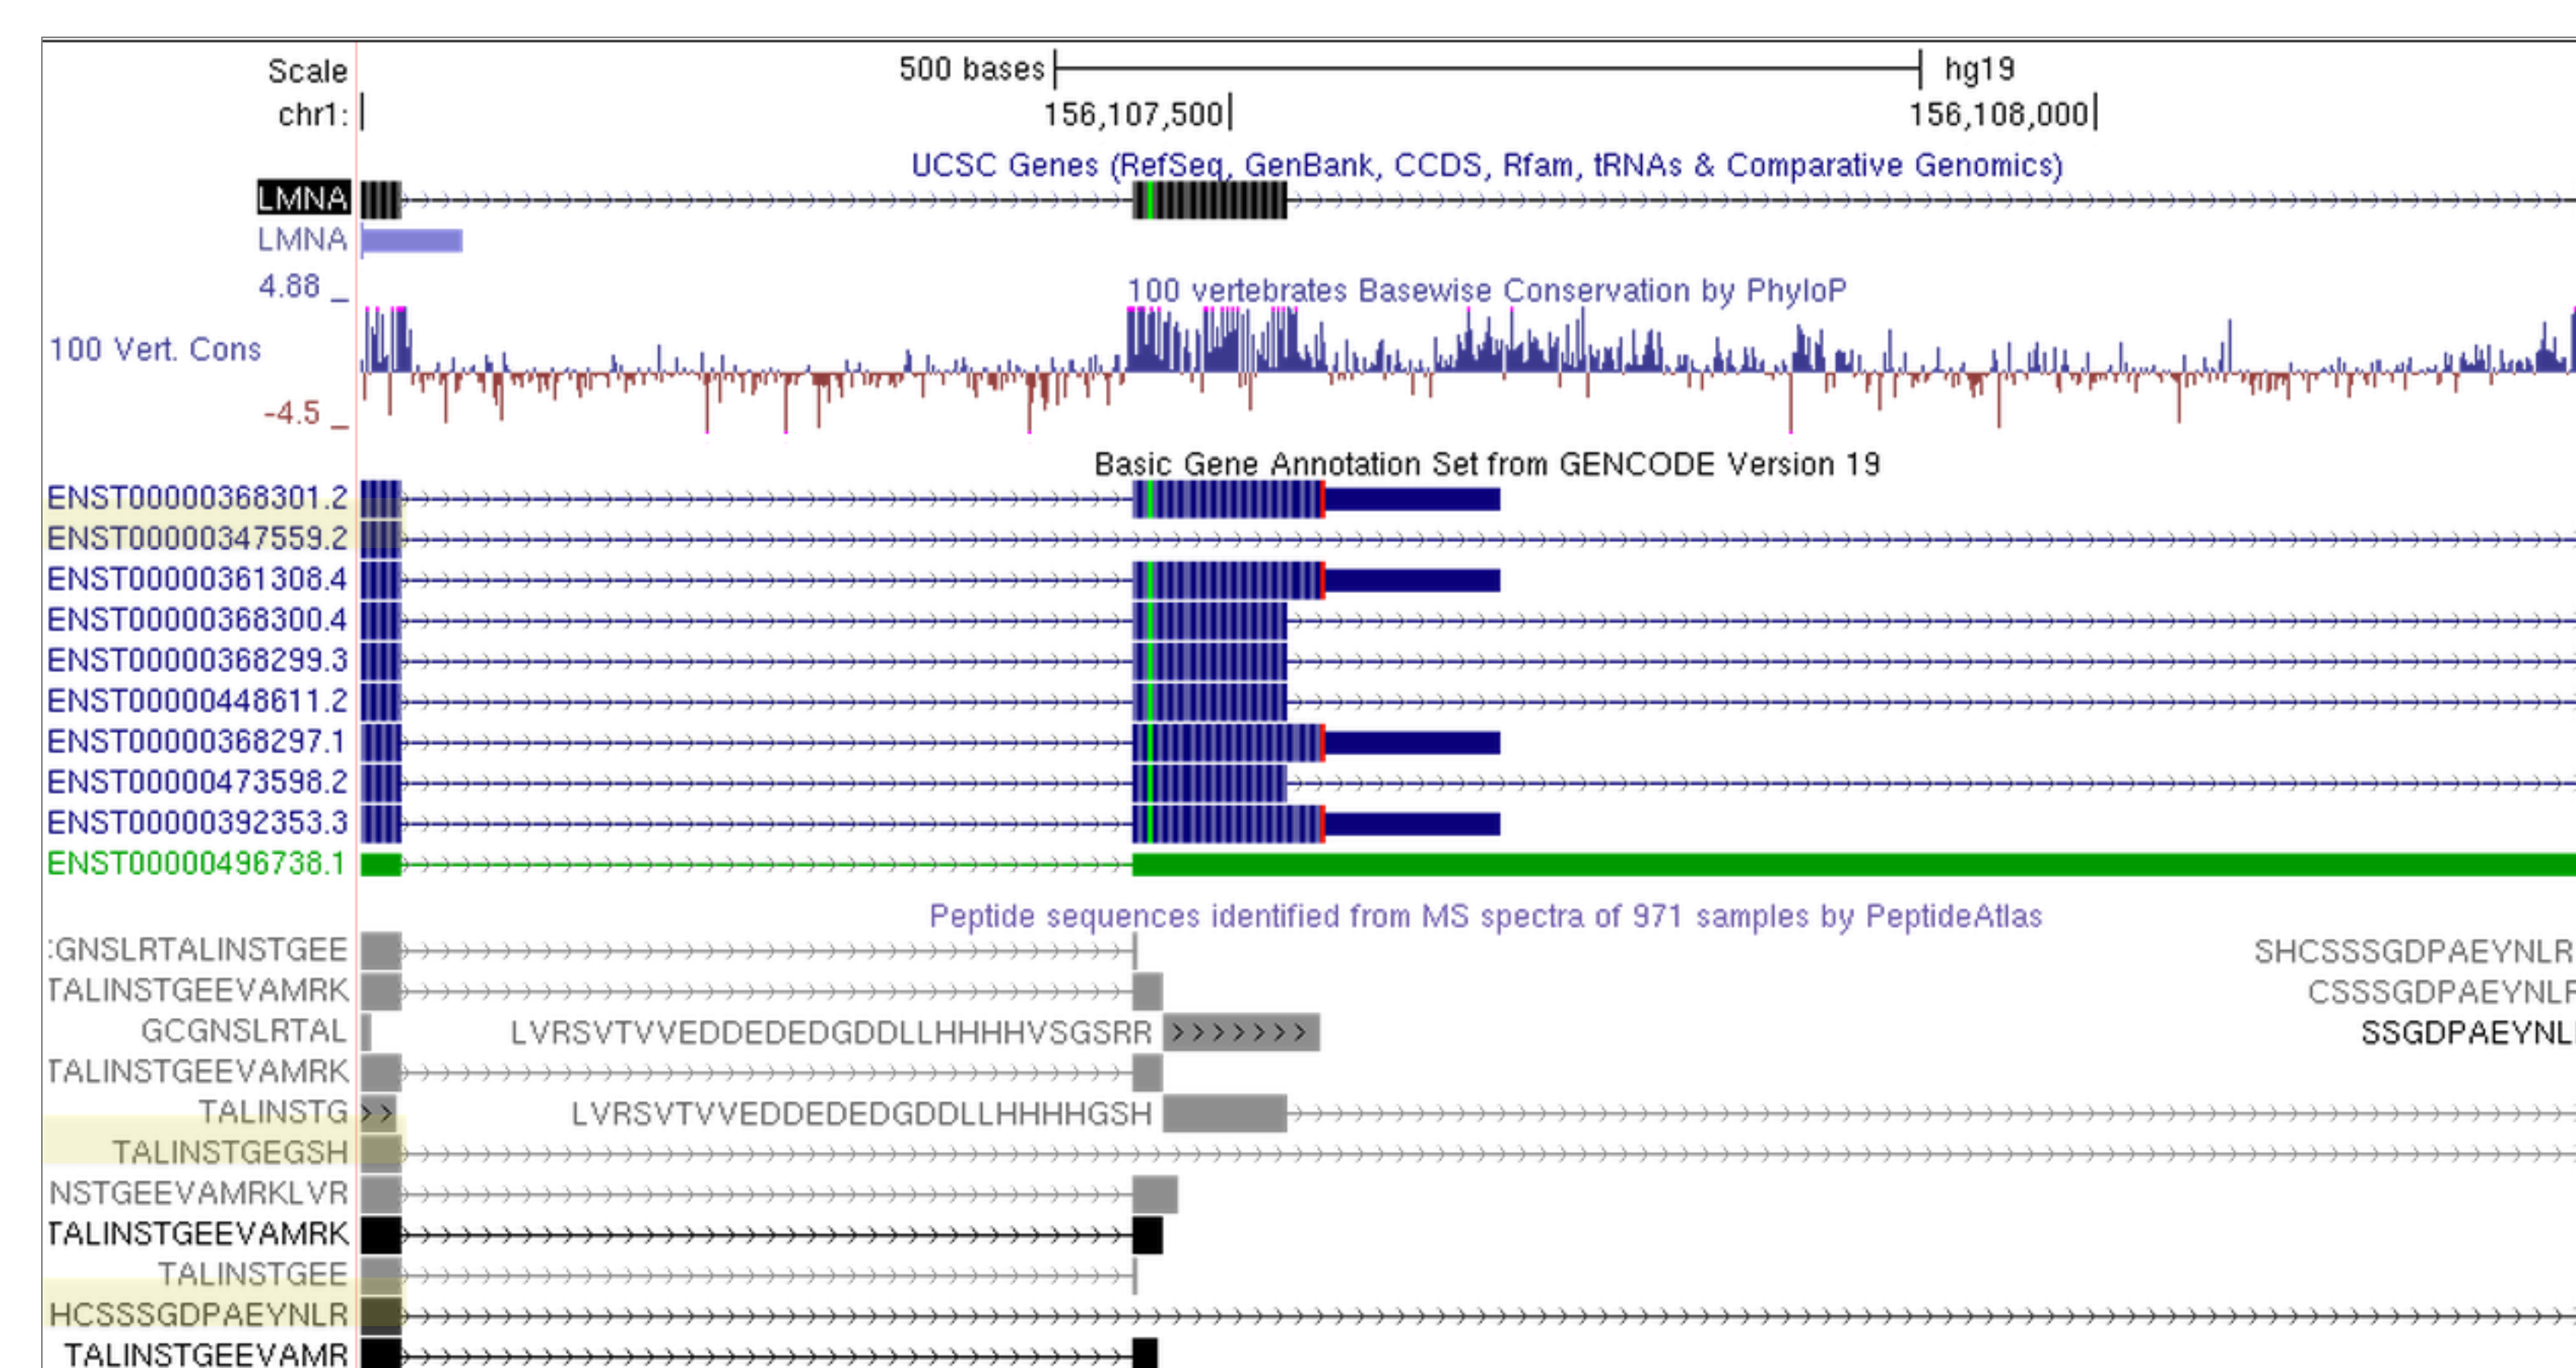 Scale 500 bases hg19
chr1: 156,107,500 156,108,000
UCSC Genes (RefSeq, GenBank, CCDS, Rfam, tRNAs & Comparative Genomics)
LMNA
LMNA
4.88 _ 100 vertebrates Basewise Conservation by PhyloP
100 Vert. Cons
-4.5 _
Basic Gene Annotation Set from GENCODE Version 19
ENST00000368301.2
ENST00000347559.2
ENST00000361308.4
ENST00000368300.4
ENST00000368299.3
ENST00000448611.2
ENST00000368297.1
ENST00000473598.2
ENST00000392353.3
ENST00000496738.1
Peptide sequences identified from MS spectra of 971 samples by PeptideAtlas
:GNSLRTALINSTGEE SHCSSSGDPAEYNLR
TALINSTGEEVAMRK CSSSGDPAEYNLR
GCGNSLRTAL LVRSVTVVEDDEDEDGDDLLHHHHVSGSRR SSGDPAEYNL
TALINSTGEEVAMRK
TALINSTG LVRSVTVVEDDEDEDGDDLLHHHHGSH
TALINSTGEGSH
NSTGEEVAMRKLVR
TALINSTGEEVAMRK
TALINSTGEE
HCSSSGDPAEYNLR
TALINSTGEEVAMR